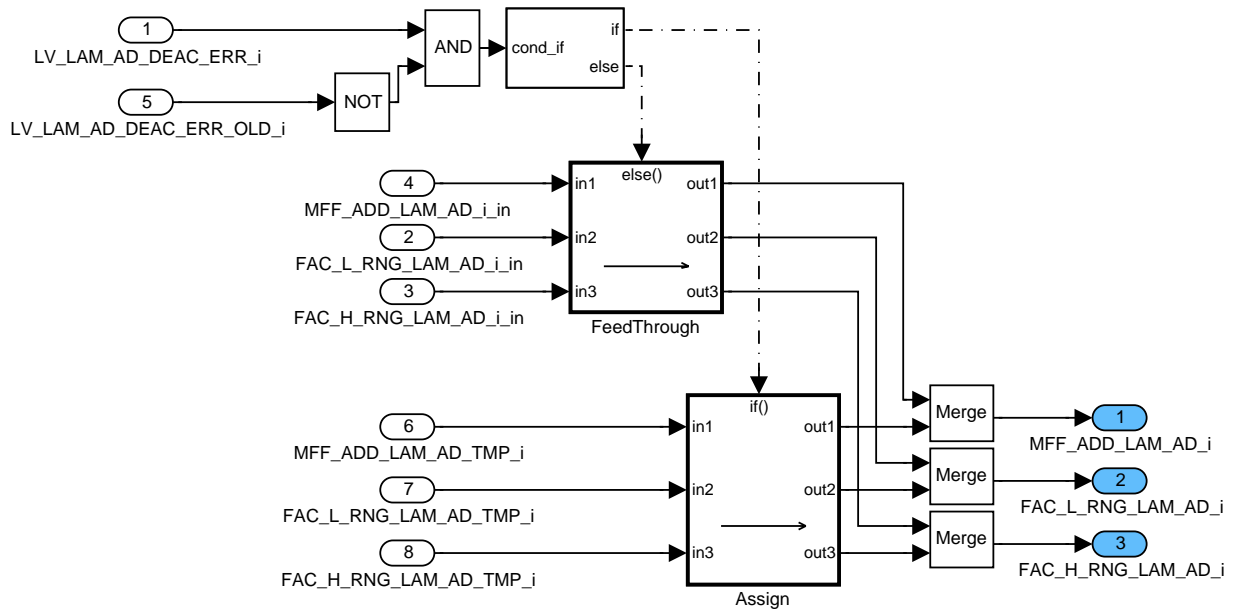 1
LV_LAM_AD_DEAC_ERR_i
5
LV_LAM_AD_DEAC_ERR_OLD_i
NOT
AND
cond_if
if
else
4
MFF_ADD_LAM_AD_i_in
2
FAC_L_RNG_LAM_AD_i_in
3
FAC_H_RNG_LAM_AD_i_in
else()
in1
in2
in3
out1
out2
out3
FeedThrough
6
MFF_ADD_LAM_AD_TMP_i
7
FAC_L_RNG_LAM_AD_TMP_i
8
FAC_H_RNG_LAM_AD_TMP_i
if()
in1
in2
in3
out1
out2
out3
Assign
Merge
Merge
Merge
1
MFF_ADD_LAM_AD_i
2
FAC_L_RNG_LAM_AD_i
3
FAC_H_RNG_LAM_AD_i